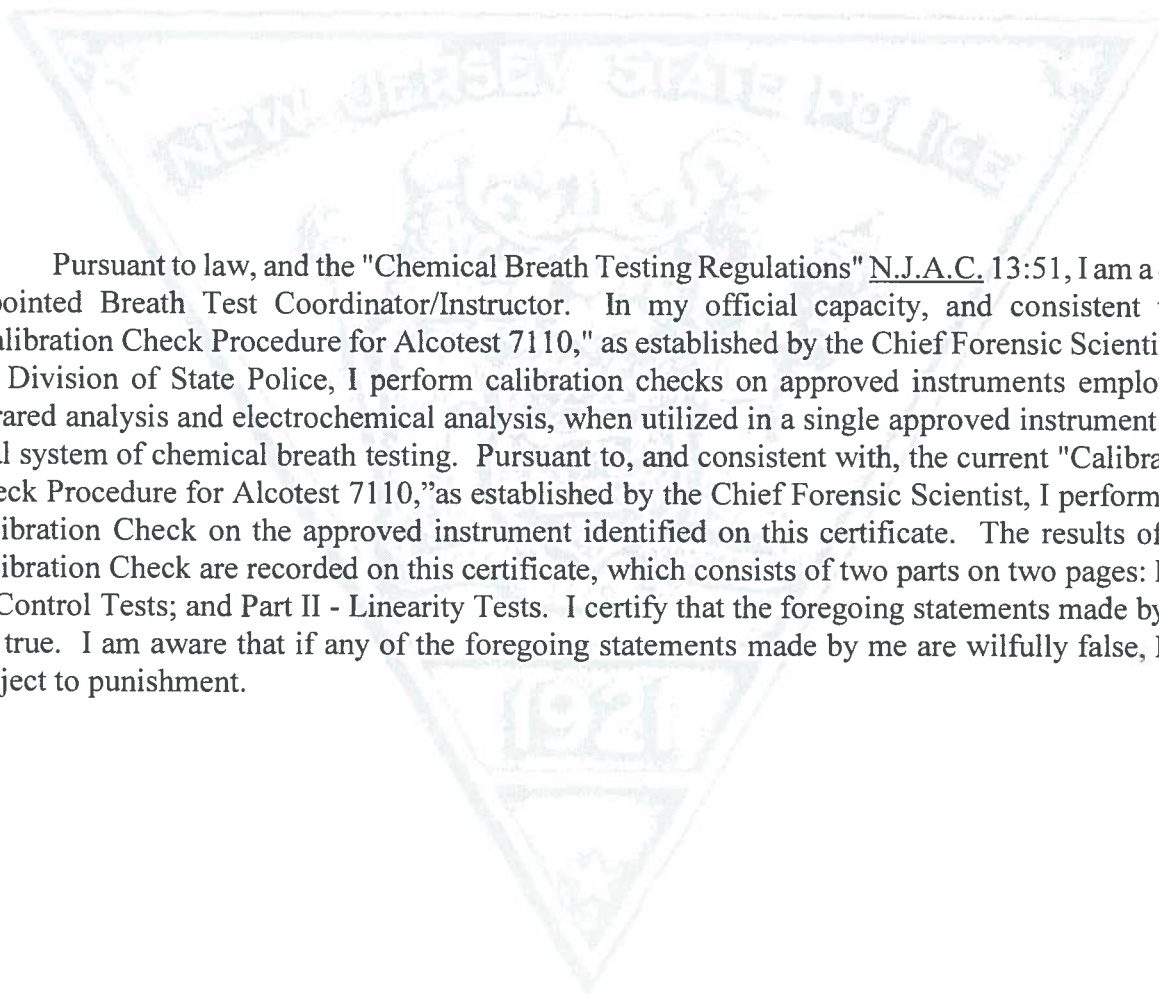 NEW JERSEY STATE POLICE
Pursuant to law, and the "Chemical Breath Testing Regulations" N.J.A.C. 13:51, I am a
ointed Breath Test Coordinator/Instructor. In my official capacity, and consistent
libration Check Procedure for Alcotest 7110," as established by the Chief Forensic Scienti
Division of State Police, I perform calibration checks on approved instruments emplo
ared analysis and electrochemical analysis, when utilized in a single approved instrument
l system of chemical breath testing. Pursuant to, and consistent with, the current "Calibra
ck Procedure for Alcotest 7110,”as established by the Chief Forensic Scientist, I perform
ibration Check on the approved instrument identified on this certificate. The results of
ibration Check are recorded on this certificate, which consists of two parts on two pages:
Control Tests; and Part II - Linearity Tests. I certify that the foregoing statements made by
true. I am aware that if any of the foregoing statements made by me are wilfully false, I
ject to punishment.
1921